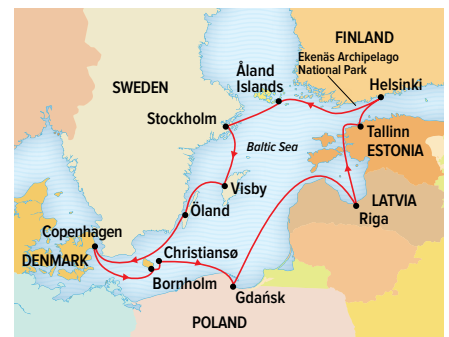 FINLAND
Ekenäs Archipelago
National Park
Åland
Islands
Helsinki
SWEDEN
Stockholm
Tallinn
Baltic Sea
ESTONIA
Visby
LATVIA
Öland
Riga
Copenhagen
Christiansø
DENMARK
Bornholm
Gdańsk
POLAND